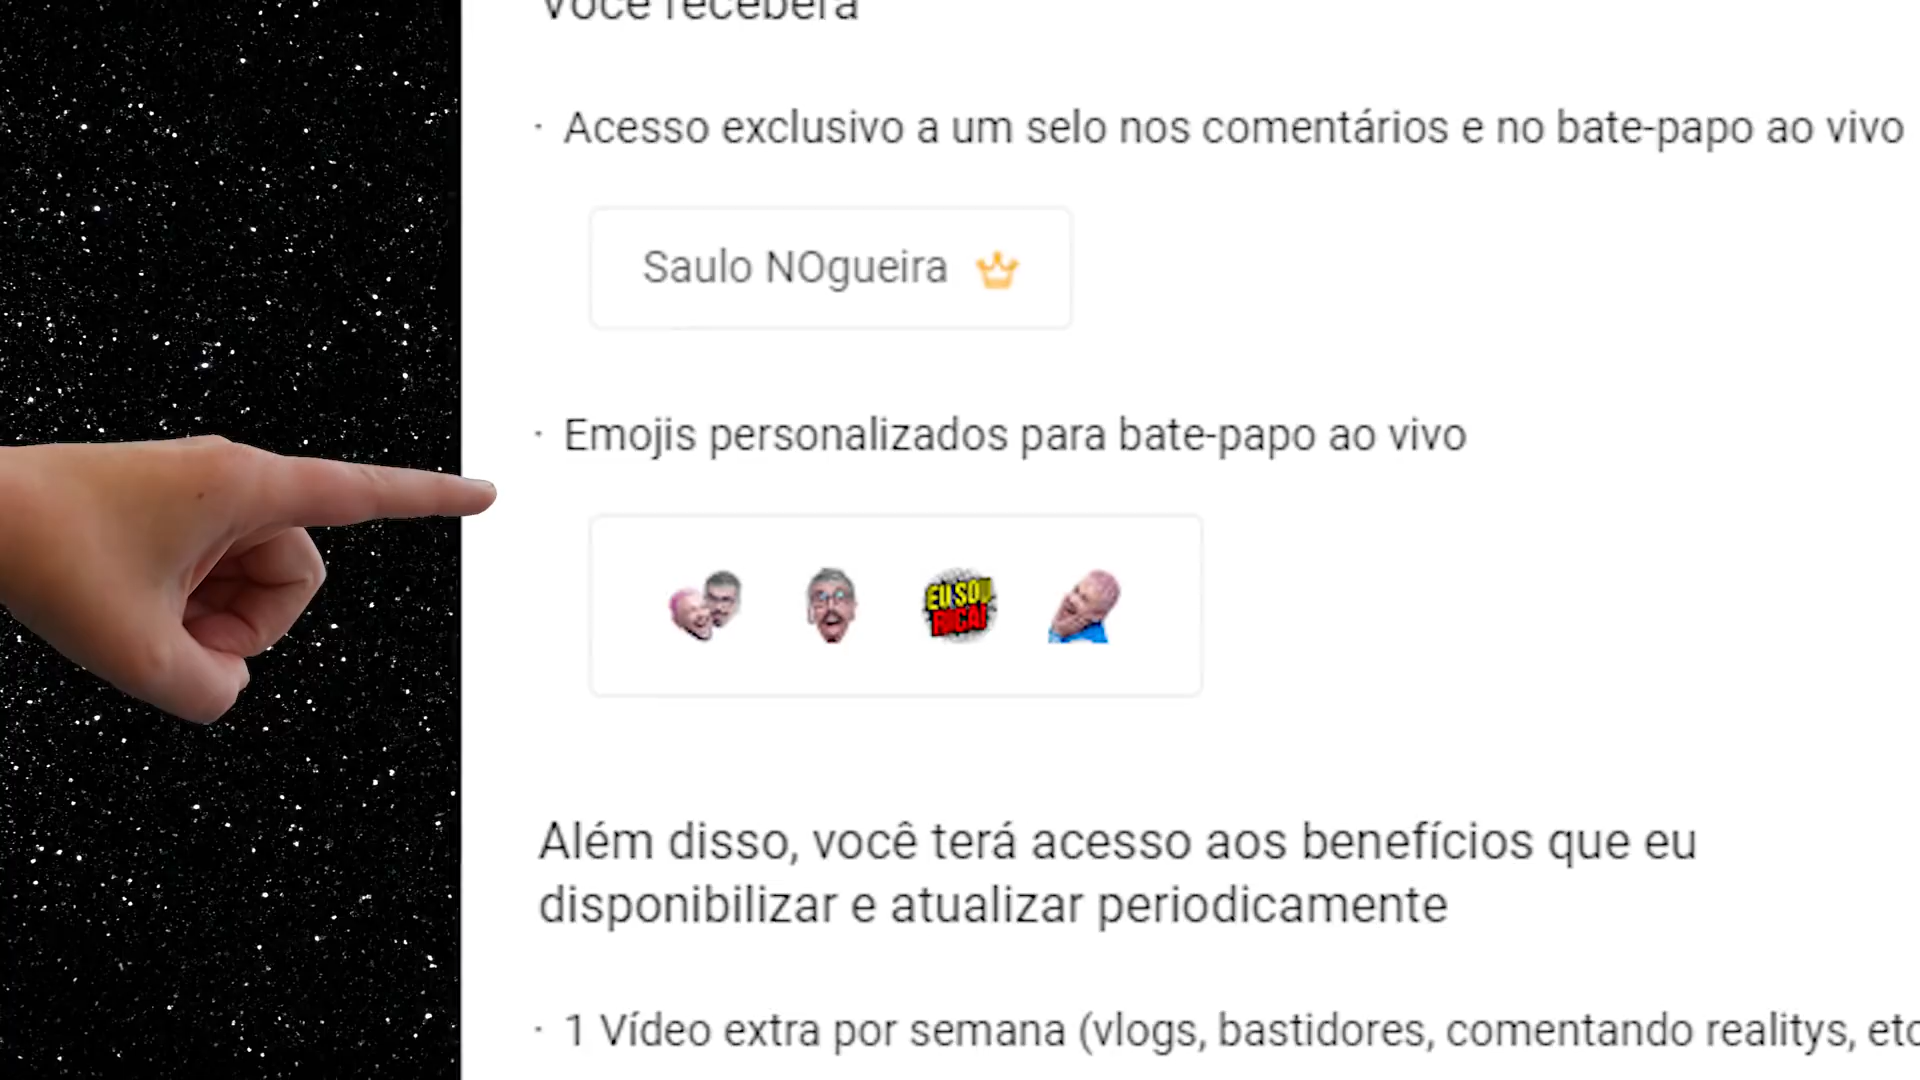 Você receberá
· Acesso exclusivo a um selo nos comentários e no bate-papo ao vivo
Saulo NOgueira
· Emojis personalizados para bate-papo ao vivo
EU SOU
RICA!
Além disso, você terá acesso aos benefícios que eu
disponibilizar e atualizar periodicamente
· 1 Vídeo extra por semana (vlogs, bastidores, comentando realitys, etc